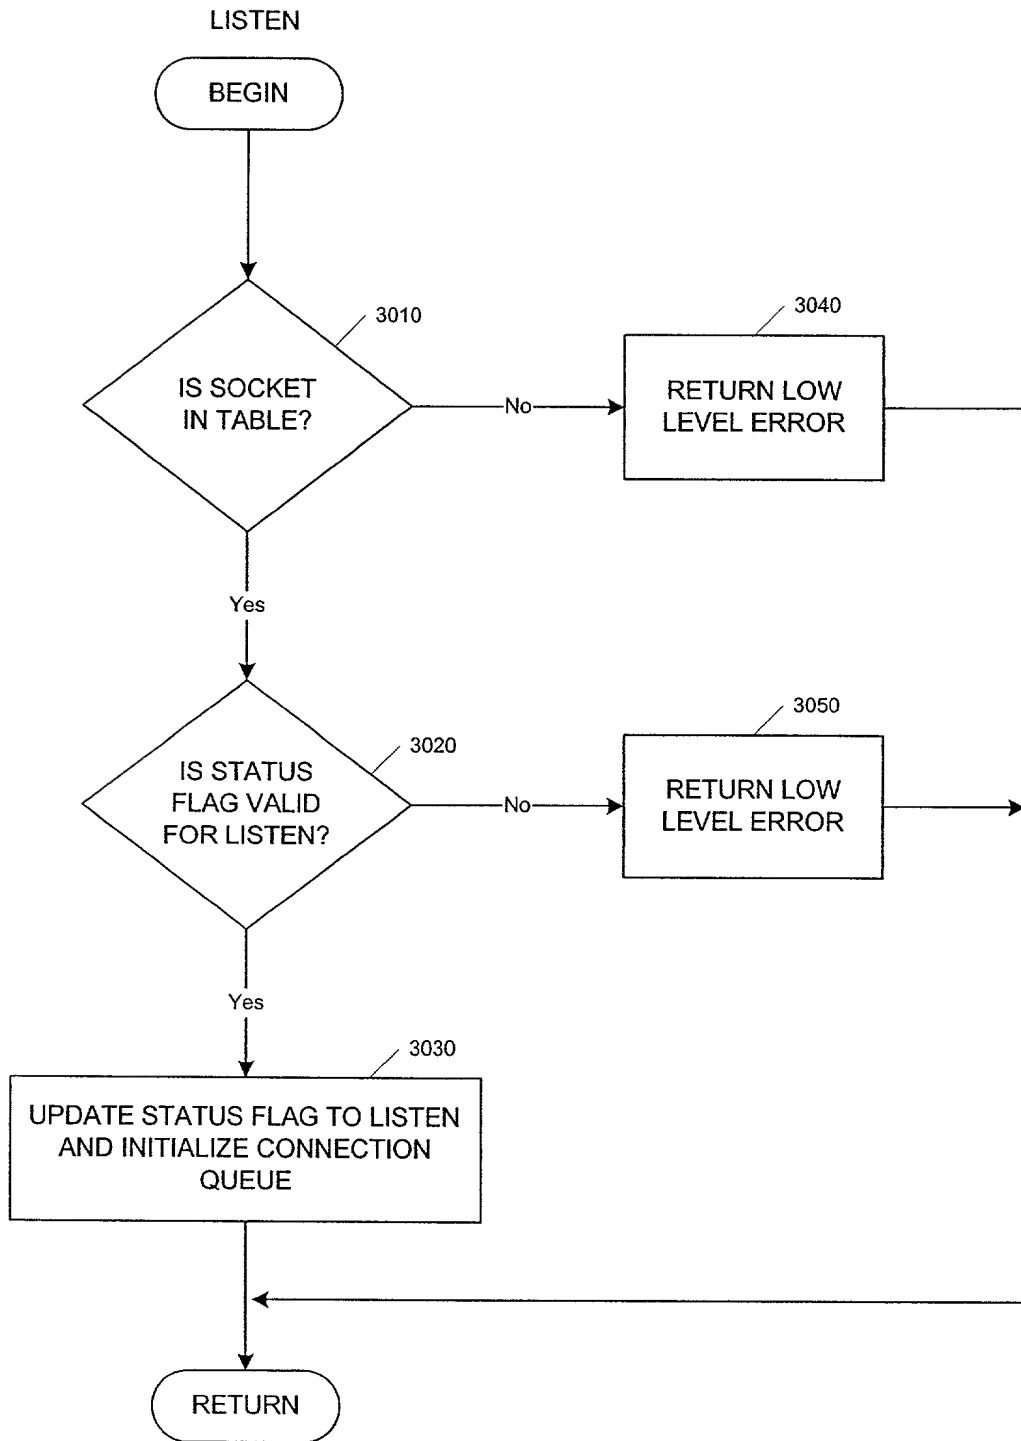 LISTEN
BEGIN
3010
IS SOCKET
IN TABLE?
No
3040
RETURN LOW
LEVEL ERROR
Yes
3020
IS STATUS
FLAG VALID
FOR LISTEN?
No
3050
RETURN LOW
LEVEL ERROR
Yes
3030
UPDATE STATUS FLAG TO LISTEN
AND INITIALIZE CONNECTION
QUEUE
RETURN